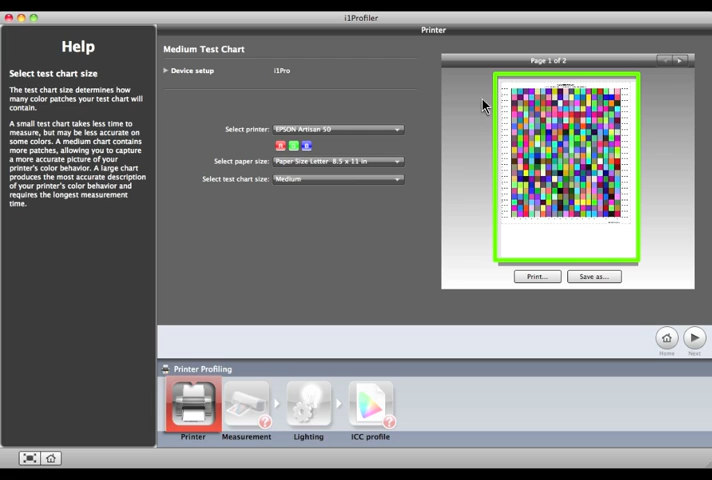 i1Profiler
Printer
Help
Select test chart size
The test chart size determines how
many color patches your test chart will
contain.
A small test chart takes less time to
measure, but may be less accurate on
some colors. A medium chart contains
more patches, allowing you to capture
a more accurate picture of your
printer's color behavior. A large chart
produces the most accurate description
of your printer's color behavior and
requires the longest measurement
time.
Medium Test Chart
Device setup i1Pro
Select printer: EPSON Artisan 50
Select paper size: Paper Size Letter 8.5 x 11 in
Select test chart size: Medium
Page 1 of 2
Print... Save as...
Home Next
Printer Profiling
Printer Measurement Lighting ICC profile